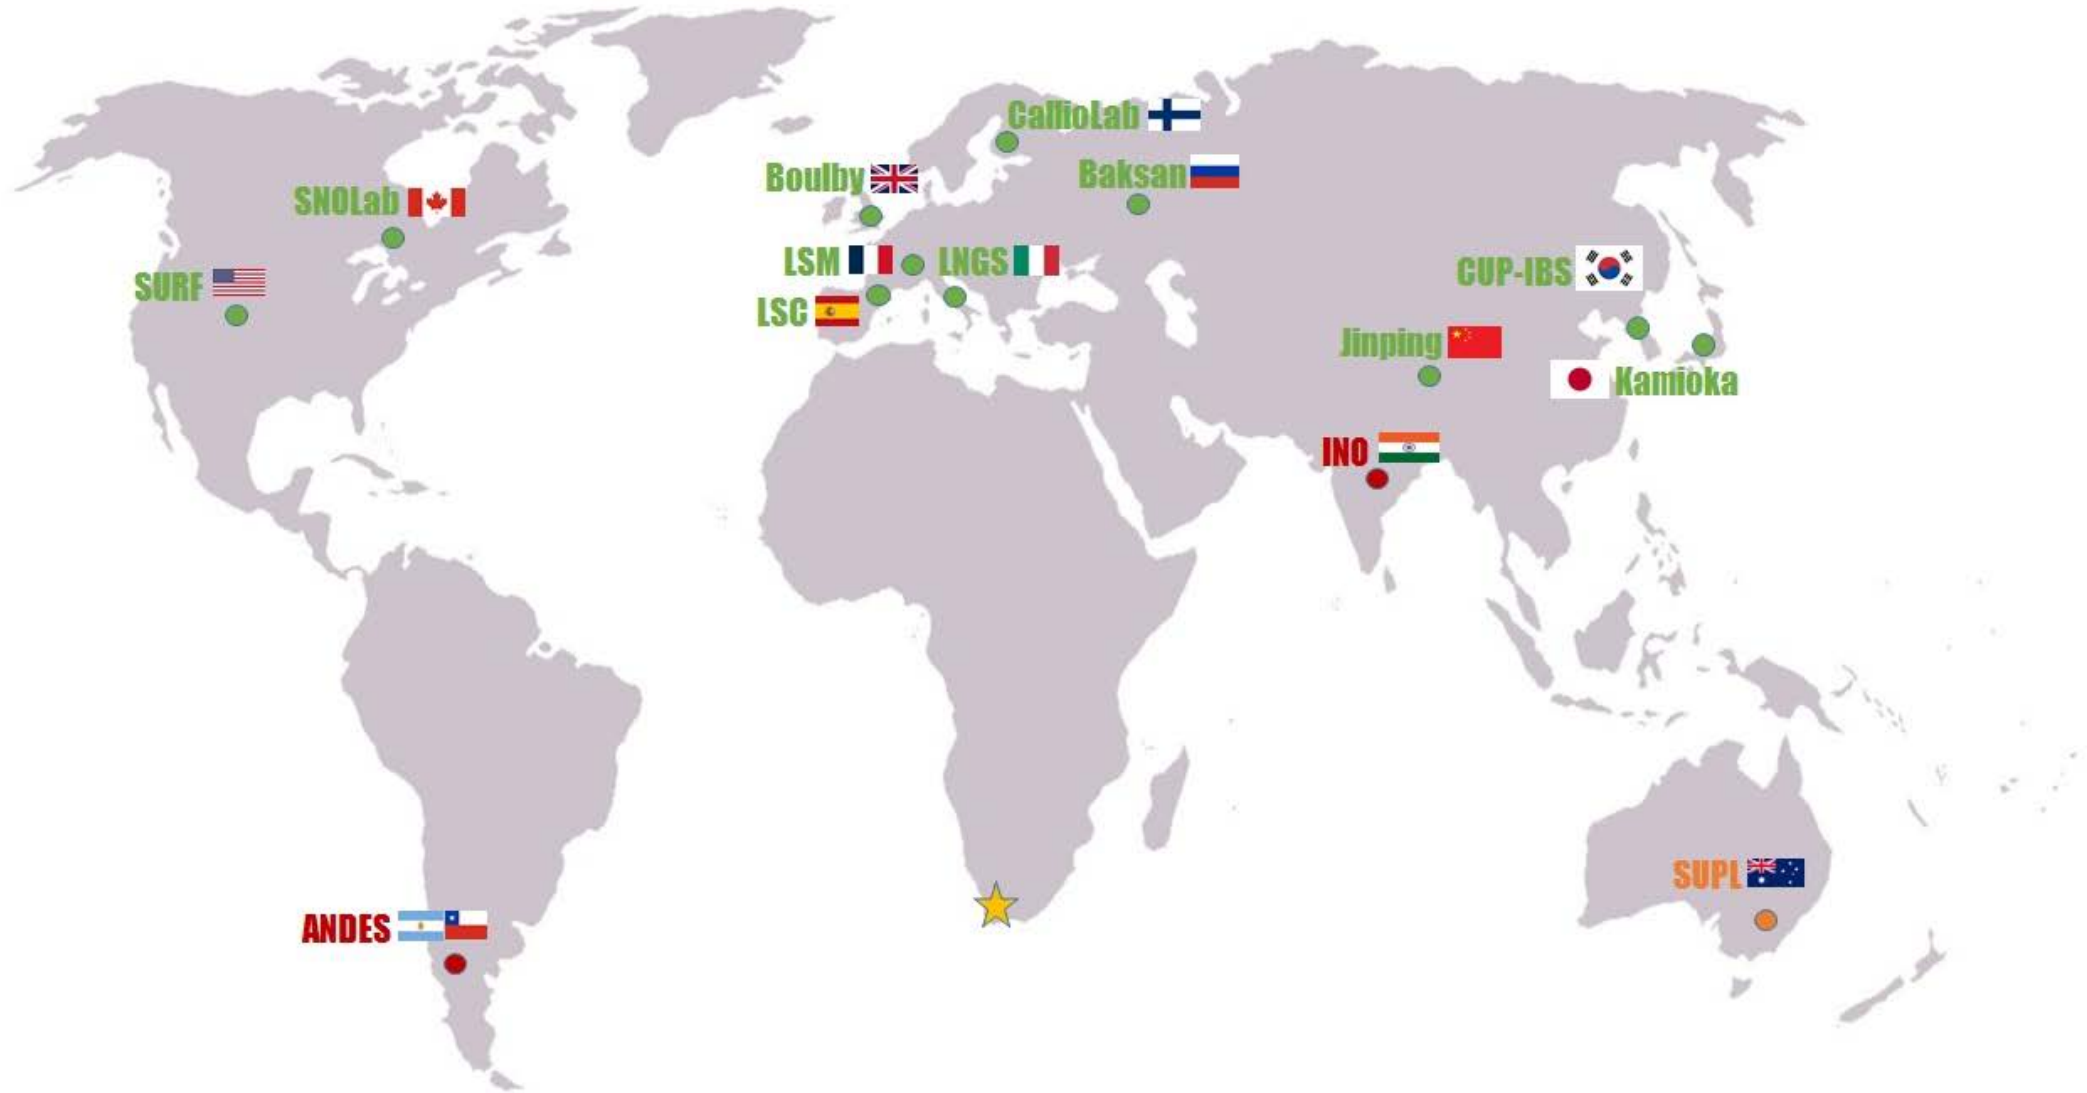 CallioLab
Boulby
Baksan
SNOLab
LSM
LNGS
SURF
CUP-IBS
LSC
Jinping
Kamioka
INO
SUPL
ANDES